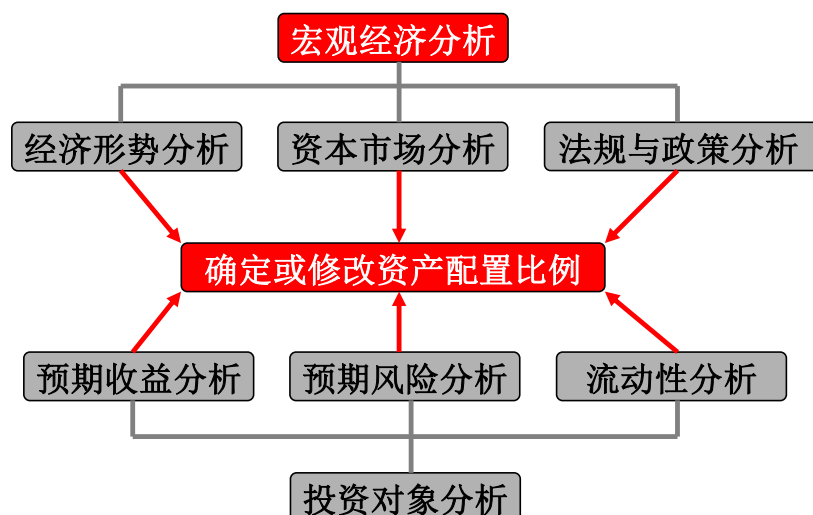 宏观经济分析
经济形势分析
资本市场分析
法规与政策分析
确定或修改资产配置比例
预期收益分析
预期风险分析
流动性分析
投资对象分析